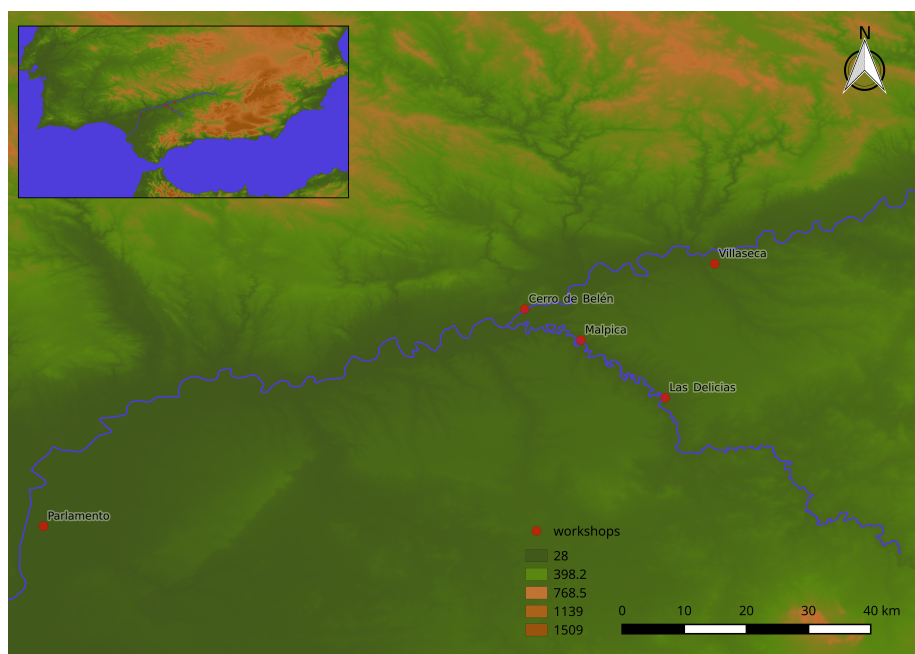 N
Villaseca
Cerro de Belén
Malpica
Las Delicias
Parlamento
workshops
28
398.2
768.5
1139
1509
0 10 20 30 40 km